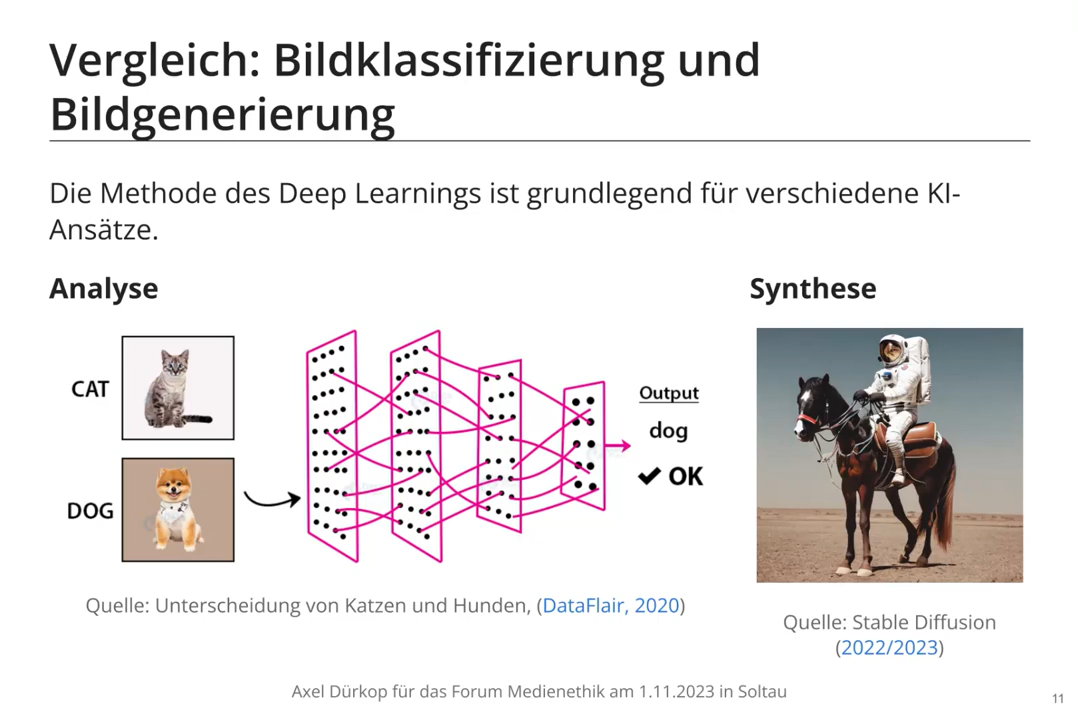 Vergleich: Bildklassifizierung und
Bildgenerierung
Die Methode des Deep Learnings ist grundlegend für verschiedene KI-
Ansätze.
Analyse
CAT
DOG
Output
dog
✔ OK
Quelle: Unterscheidung von Katzen und Hunden, (DataFlair, 2020)
Synthese
Quelle: Stable Diffusion
(2022/2023)
Axel Dürkop für das Forum Medienethik am 1.11.2023 in Soltau
11